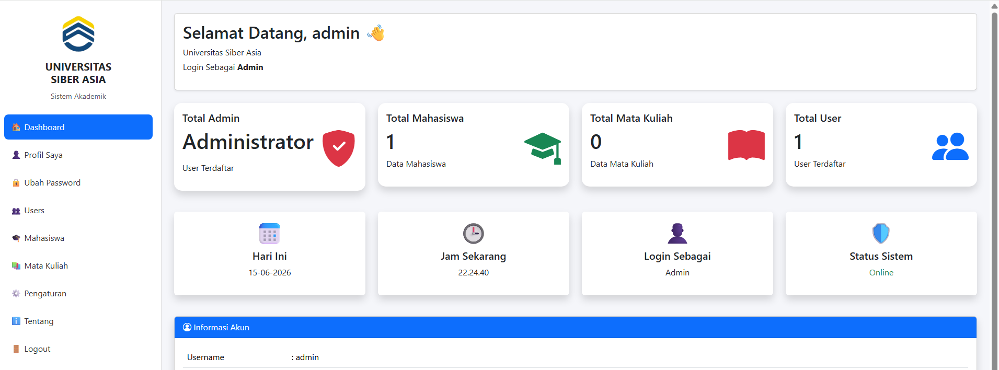 UNIVERSITAS
SIBER ASIA
Sistem Akademik
Dashboard
Profil Saya
Ubah Password
Users
Mahasiswa
Mata Kuliah
Pengaturan
Tentang
Logout
Selamat Datang, admin 👋
Universitas Siber Asia
Login Sebagai Admin
Total Admin
Administrator
User Terdaftar
Total Mahasiswa
1
Data Mahasiswa
Total Mata Kuliah
0
Data Mata Kuliah
Total User
1
User Terdaftar
Hari Ini
15-06-2026
Jam Sekarang
22.24.40
Login Sebagai
Admin
Status Sistem
Online
Informasi Akun
Username : admin